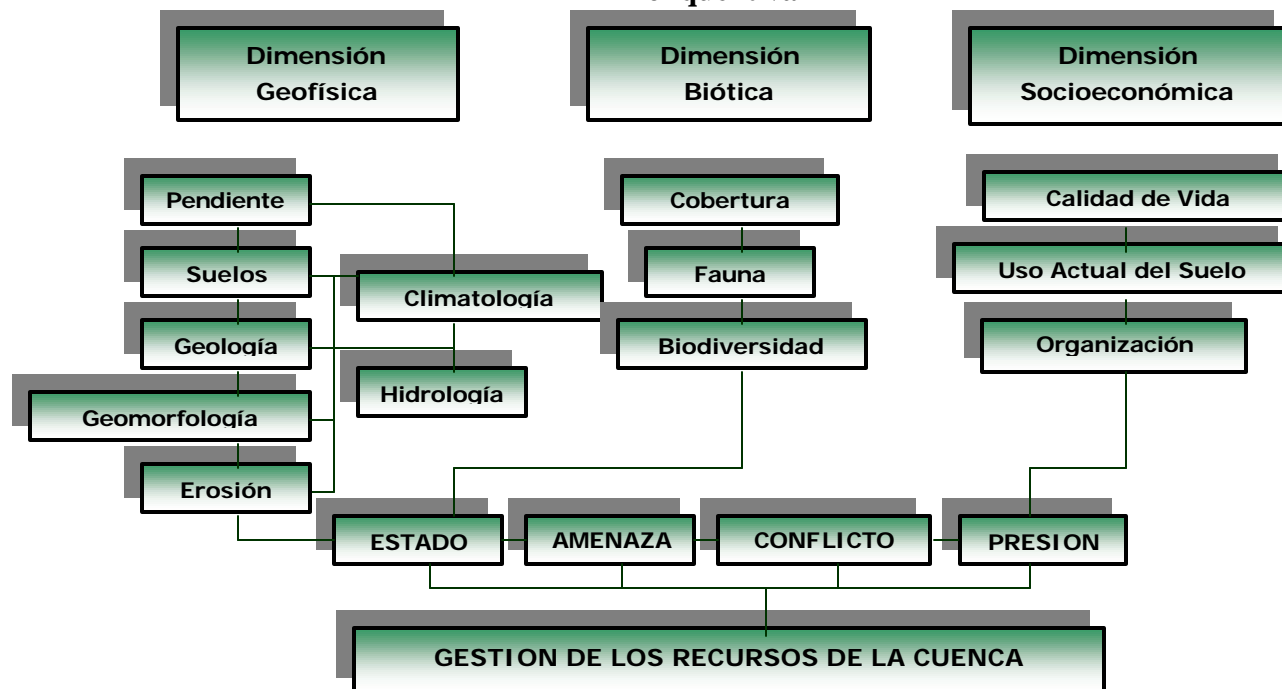 Dimensión
Geofísica
Dimensión
Biótica
Dimensión
Socioeconómica
Pendiente
Suelos
Geología
Geomorfología
Erosión
Climatología
Hidrología
Cobertura
Fauna
Biodiversidad
Calidad de Vida
Uso Actual del Suelo
Organización
ESTADO
AMENAZA
CONFLICTO
PRESION
GESTION DE LOS RECURSOS DE LA CUENCA